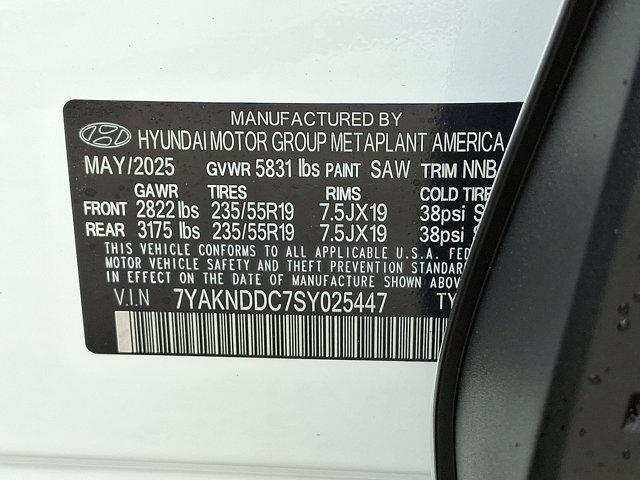 MANUFACTURED BY
HYUNDAI MOTOR GROUP METAPLANT AMERICA
MAY/2025 GVWR 5831 lbs PAINT SAW TRIM NNB
GAWR TIRES RIMS COLD TIRE
FRONT 2822 lbs 235/55R19 7.5JX19 38psi
REAR 3175 lbs 235/55R19 7.5JX19 38psi
THIS VEHICLE CONFORMS TO ALL APPLICABLE U.S.A. FED
MOTOR VEHICLE SAFETY AND THEFT PREVENTION STANDARD
IN EFFECT ON THE DATE OF MANUFACTURE SHOWN ABOV
V.I.N 7YAKNDDC7SY025447 TY